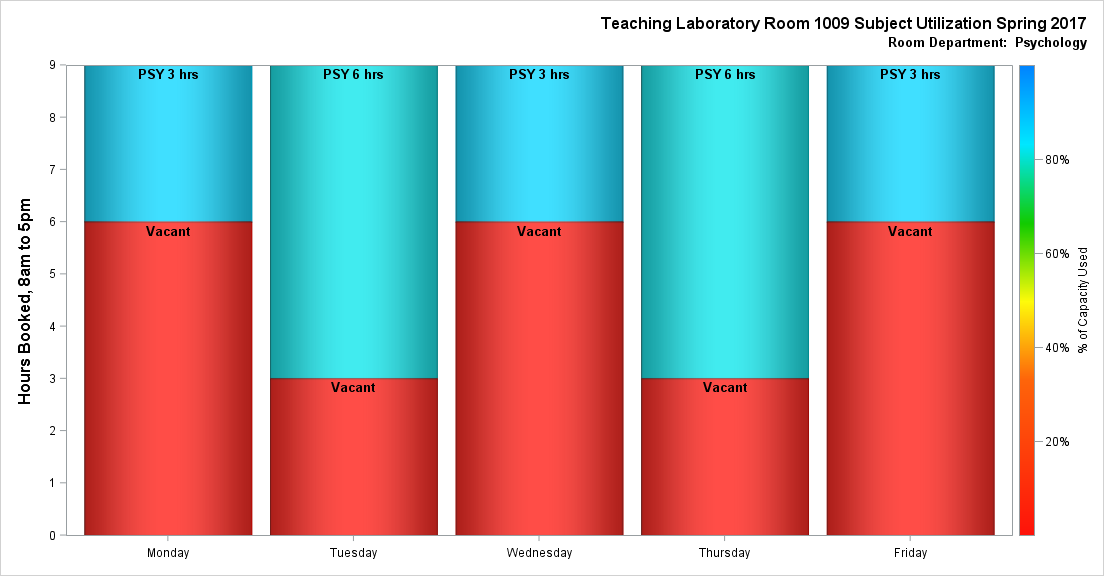 Teaching Laboratory Room 1009 Subject Utilization Spring 2017
Room Department:  Psychology
Hours Booked, 8am to 5pm
9
8
7
6
5
4
3
2
1
0
PSY 3 hrs
PSY 6 hrs
PSY 3 hrs
PSY 6 hrs
PSY 3 hrs
Vacant
Vacant
Vacant
Vacant
Vacant
Monday
Tuesday
Wednesday
Thursday
Friday
80%
60%
40%
20%
% of Capacity Used